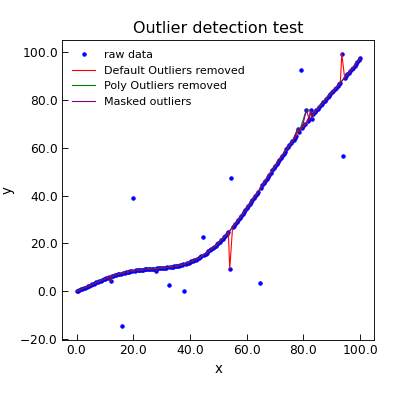 Outlier detection test
raw data
Default Outliers removed
Poly Outliers removed
Masked outliers
100.0
80.0
60.0
40.0
20.0
0.0
−20.0
y
0.0 20.0 40.0 60.0 80.0 100.0
x